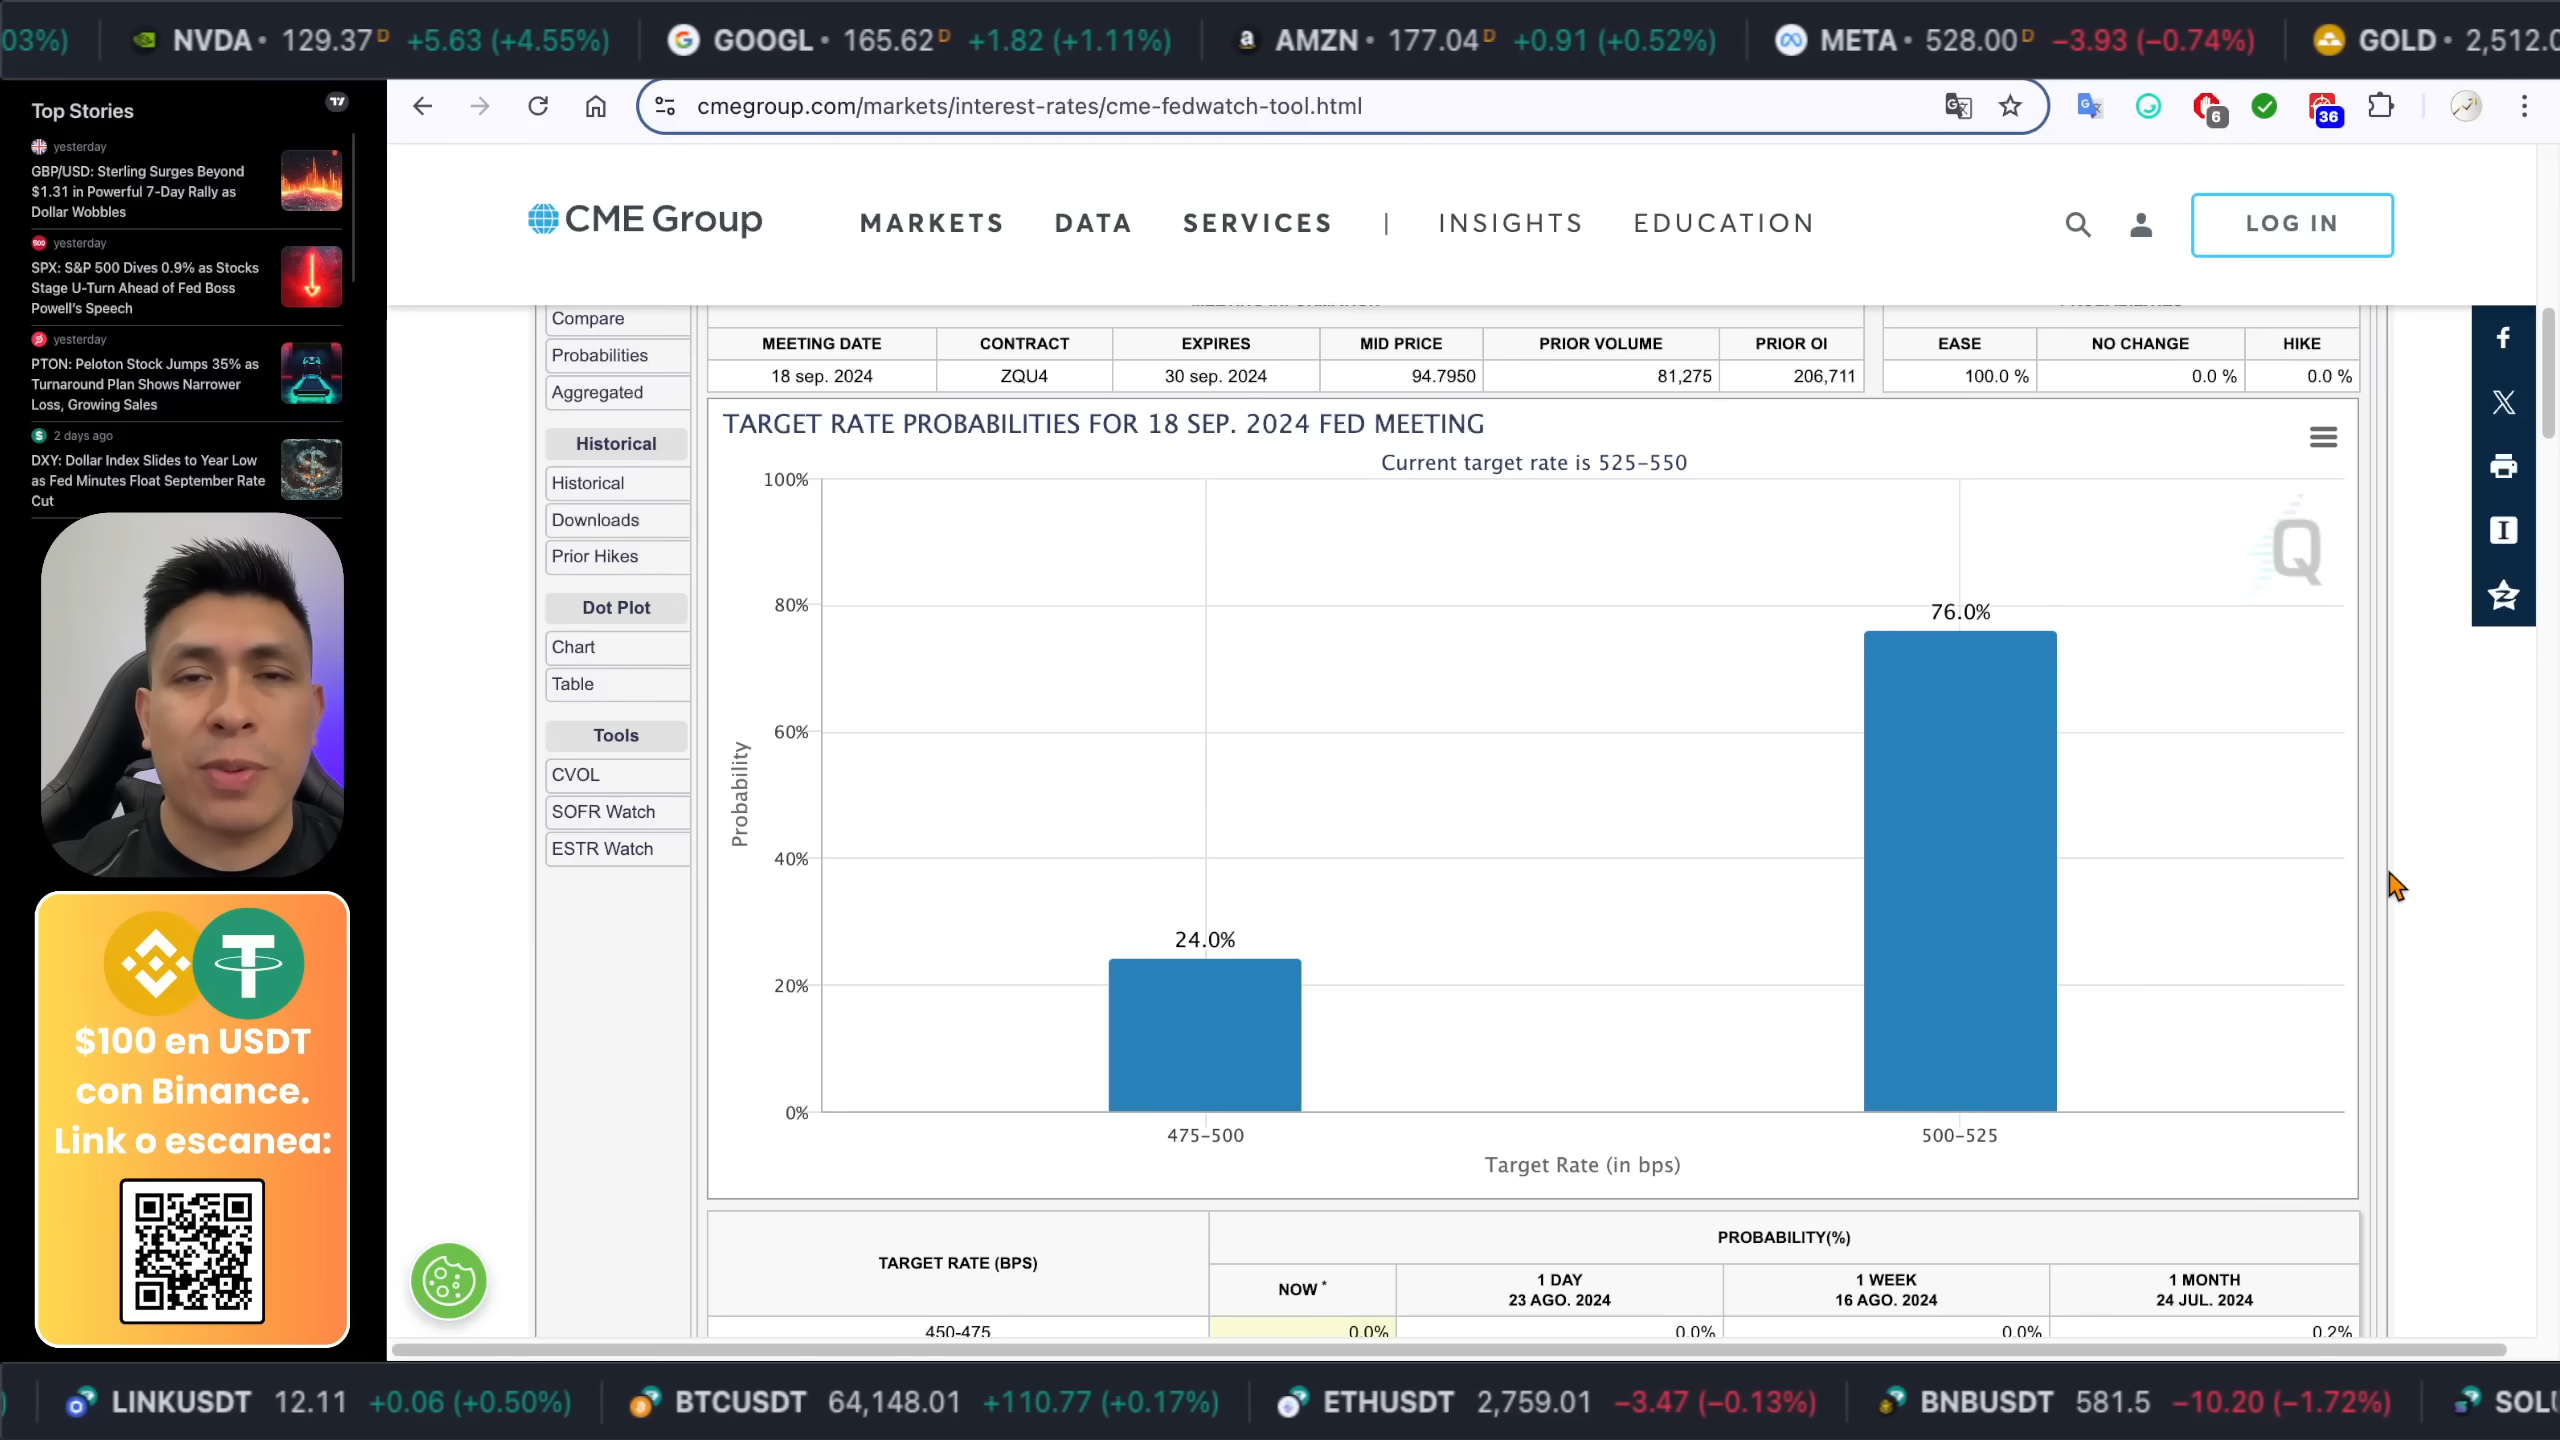 03%) NVDA • 129.37 D +5.63 (+4.55%) GOOGL • 165.62 D +1.82 (+1.11%) AMZN • 177.04 D +0.91 (+0.52%) META • 528.00 D −3.93 (−0.74%) GOLD • 2,512.0
Top Stories
yesterday
GBP/USD: Sterling Surges Beyond
$1.31 in Powerful 7-Day Rally as
Dollar Wobbles
500 yesterday
SPX: S&P 500 Dives 0.9% as Stocks
Stage U-Turn Ahead of Fed Boss
Powell's Speech
yesterday
PTON: Peloton Stock Jumps 35% as
Turnaround Plan Shows Narrower
Loss, Growing Sales
$ 2 days ago
DXY: Dollar Index Slides to Year Low
as Fed Minutes Float September Rate
Cut
$100 en USDT
con Binance.
Link o escanea:
cmegroup.com/markets/interest-rates/cme-fedwatch-tool.html
6
36
CME Group
MARKETS DATA SERVICES | INSIGHTS EDUCATION
LOG IN
Compare
Probabilities
Aggregated
Historical
Historical
Downloads
Prior Hikes
Dot Plot
Chart
Table
Tools
CVOL
SOFR Watch
ESTR Watch
MEETING DATE CONTRACT EXPIRES MID PRICE PRIOR VOLUME PRIOR OI EASE NO CHANGE HIKE
18 sep. 2024 ZQU4 30 sep. 2024 94.7950 81,275 206,711 100.0 % 0.0 % 0.0 %
TARGET RATE PROBABILITIES FOR 18 SEP. 2024 FED MEETING
Current target rate is 525–550
Q
Probability
100%
80%
60%
40%
20%
0%
24.0%
76.0%
475–500 500–525
Target Rate (in bps)
TARGET RATE (BPS) PROBABILITY(%)
NOW * 1 DAY 1 WEEK 1 MONTH
23 AGO. 2024 16 AGO. 2024 24 JUL. 2024
450-475 0.0% 0.0% 0.0% 0.2%
) LINKUSDT 12.11 +0.06 (+0.50%) BTCUSDT 64,148.01 +110.77 (+0.17%) ETHUSDT 2,759.01 −3.47 (−0.13%) BNBUSDT 581.5 −10.20 (−1.72%) SOL